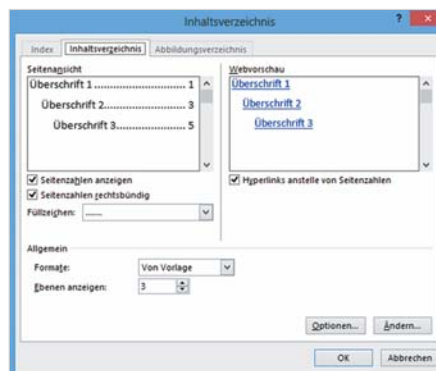 Inhaltsverzeichnis ? X
Index Inhaltsverzeichnis Abbildungsverzeichnis
Seitenansicht
Überschrift 1 ................................ 1
Überschrift 2........................ 3
Überschrift 3..................... 5
Webvorschau
Überschrift 1
Überschrift 2
Überschrift 3
Seitenzahlen anzeigen
Seitenzahlen rechtsbündig
Füllzeichen: .......
Hyperlinks anstelle von Seitenzahlen
Allgemein
Formate: Von Vorlage
Ebenen anzeigen: 3
Optionen... Ändern...
OK Abbrechen